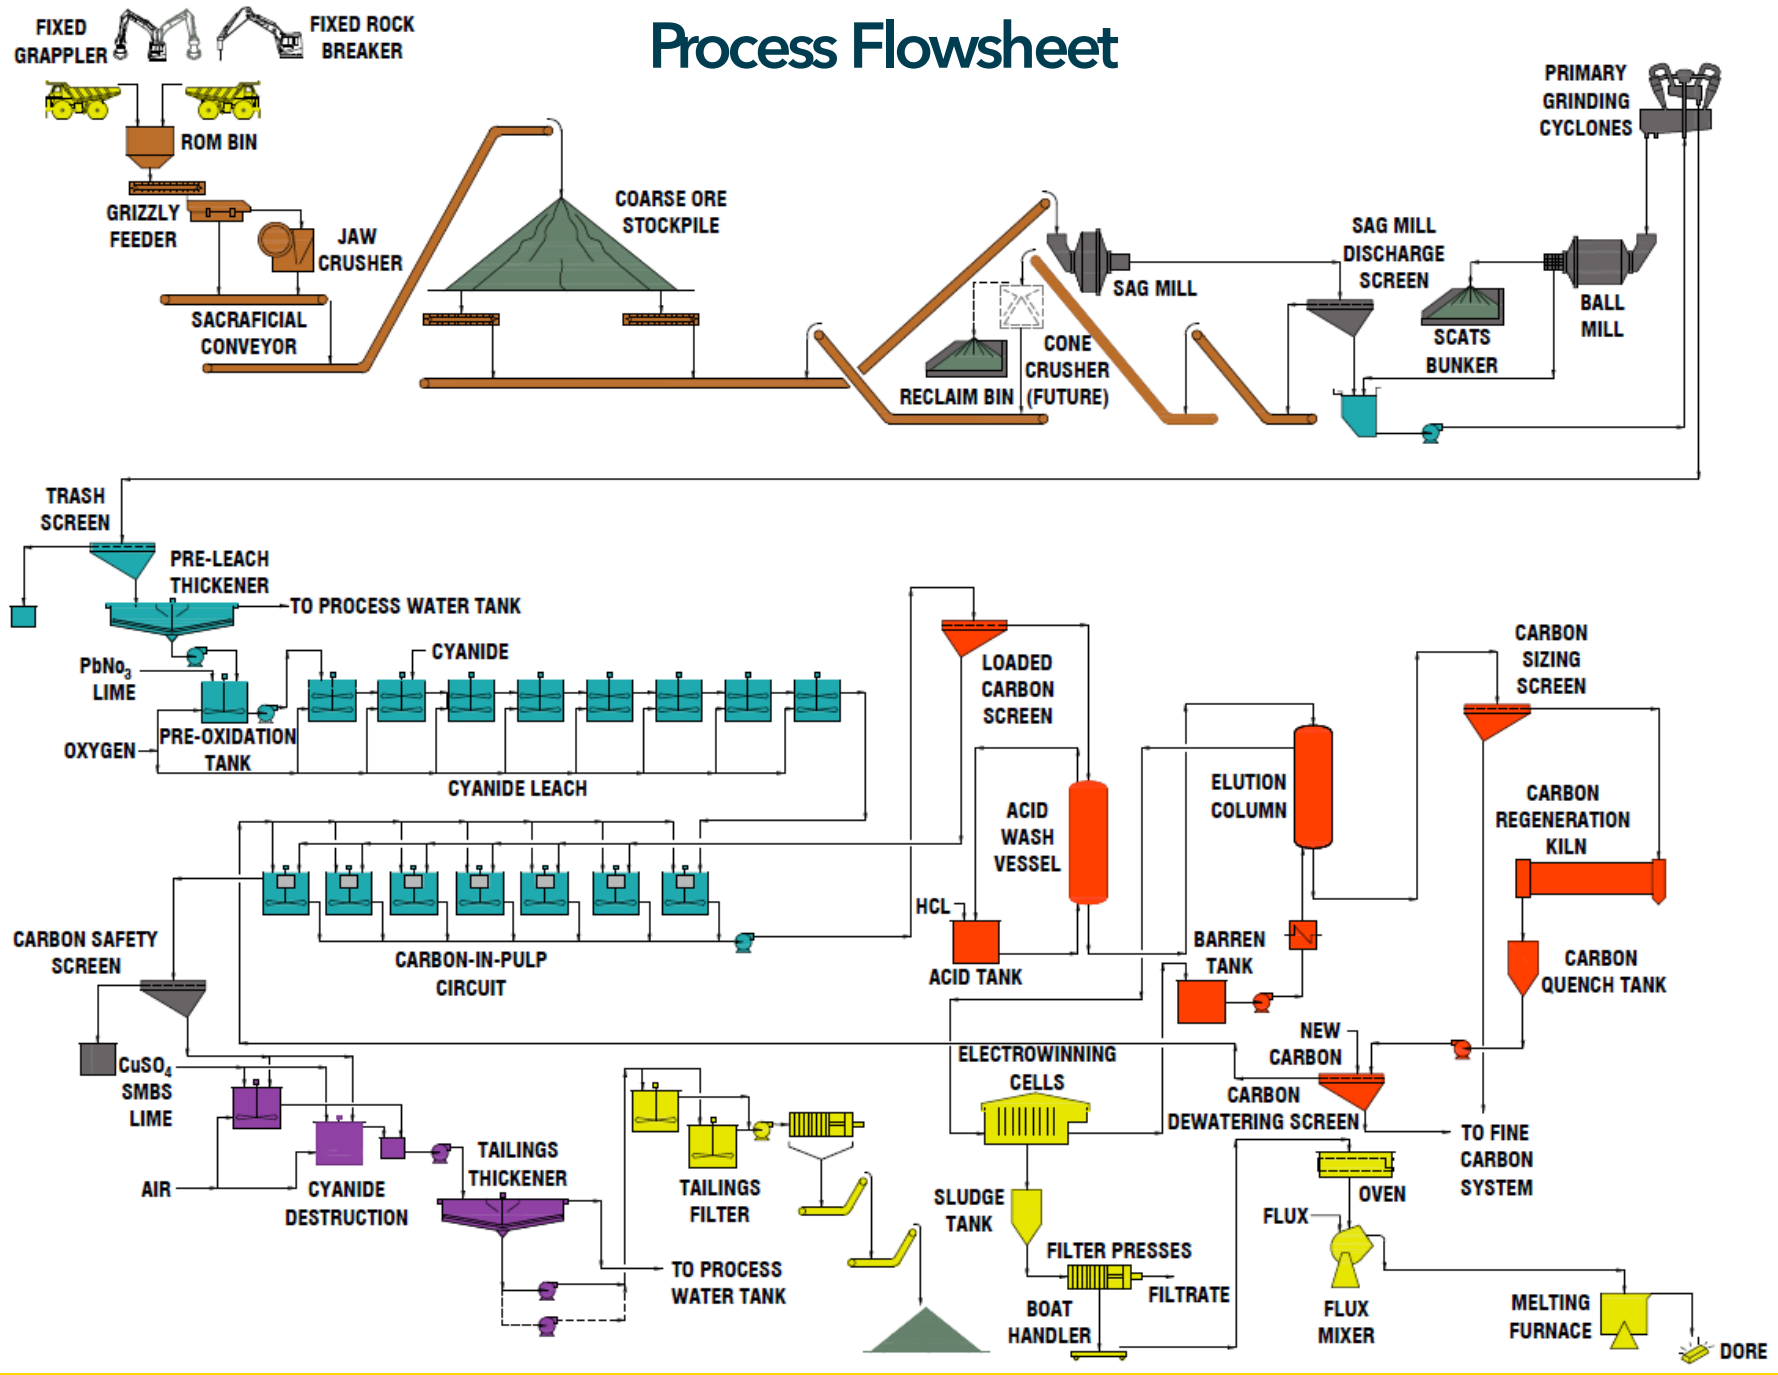 Process Flowsheet
FIXED
GRAPPLER
FIXED ROCK
BREAKER
ROM BIN
GRIZZLY
FEEDER
JAW
CRUSHER
SACRAFICIAL
CONVEYOR
COARSE ORE
STOCKPILE
RECLAIM BIN
CONE
CRUSHER
(FUTURE)
SAG MILL
SAG MILL
DISCHARGE
SCREEN
PRIMARY
GRINDING
CYCLONES
SCATS
BUNKER
BALL
MILL
TRASH
SCREEN
PRE-LEACH
THICKENER
TO PROCESS WATER TANK
PbNo₃
LIME
CYANIDE
OXYGEN
PRE-OXIDATION
TANK
CYANIDE LEACH
LOADED
CARBON
SCREEN
ACID
WASH
VESSEL
HCL
ACID TANK
ELUTION
COLUMN
BARREN
TANK
CARBON
SIZING
SCREEN
CARBON
REGENERATION
KILN
CARBON
QUENCH TANK
CARBON-IN-PULP
CIRCUIT
CARBON SAFETY
SCREEN
CuSO₄
SMBS
LIME
AIR
CYANIDE
DESTRUCTION
TAILINGS
THICKENER
TO PROCESS
WATER TANK
TAILINGS
FILTER
ELECTROWINNING
CELLS
NEW
CARBON
CARBON
DEWATERING SCREEN
TO FINE
CARBON
SYSTEM
SLUDGE
TANK
FILTER PRESSES
FILTRATE
BOAT
HANDLER
OVEN
FLUX
FLUX
MIXER
MELTING
FURNACE
DORE